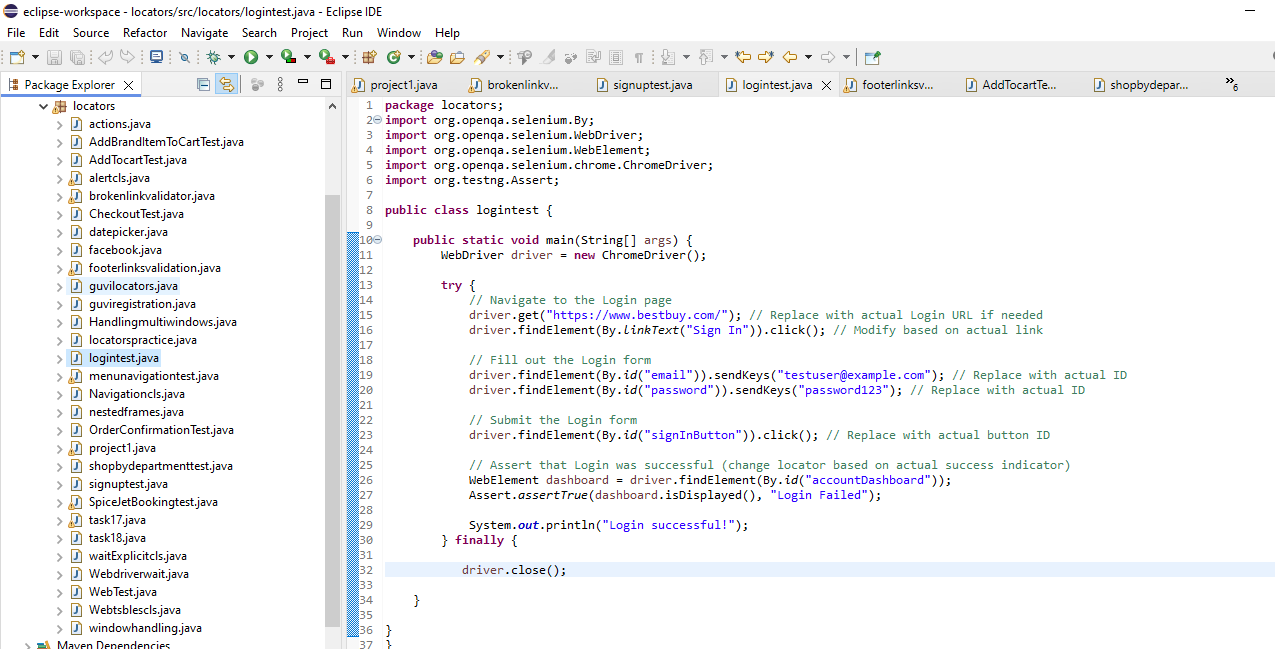 eclipse-workspace - locators/src/locators/logintest.java - Eclipse IDE
File Edit Source Refactor Navigate Search Project Run Window Help
Package Explorer
project1.java brokenlinkv... signuptest.java logintest.java footerlinksv... AddTocartTe... shopbydepar... »6
locators
actions.java
AddBrandItemToCartTest.java
AddTocartTest.java
alertcls.java
brokenlinkvalidator.java
CheckoutTest.java
datepicker.java
facebook.java
footerlinksvalidation.java
guvilocators.java
guviregistration.java
Handlingmultiwindows.java
locatorspractice.java
logintest.java
menunavigationtest.java
Navigationcls.java
nestedframes.java
OrderConfirmationTest.java
project1.java
shopbydepartmenttest.java
signuptest.java
SpiceJetBookingtest.java
task17.java
task18.java
waitExplicitcls.java
Webdriverwait.java
WebTest.java
Webtsblescls.java
windowhandling.java
Maven Dependencies
1 package locators;
2 import org.openqa.selenium.By;
3 import org.openqa.selenium.WebDriver;
4 import org.openqa.selenium.WebElement;
5 import org.openqa.selenium.chrome.ChromeDriver;
6 import org.testng.Assert;
7
8 public class logintest {
9
10 public static void main(String[] args) {
11 WebDriver driver = new ChromeDriver();
12
13 try {
14 // Navigate to the Login page
15 driver.get("https://www.bestbuy.com/"); // Replace with actual Login URL if needed
16 driver.findElement(By.linkText("Sign In")).click(); // Modify based on actual link
17
18 // Fill out the Login form
19 driver.findElement(By.id("email")).sendKeys("testuser@example.com"); // Replace with actual ID
20 driver.findElement(By.id("password")).sendKeys("password123"); // Replace with actual ID
21
22 // Submit the Login form
23 driver.findElement(By.id("signInButton")).click(); // Replace with actual button ID
24
25 // Assert that Login was successful (change locator based on actual success indicator)
26 WebElement dashboard = driver.findElement(By.id("accountDashboard"));
27 Assert.assertTrue(dashboard.isDisplayed(), "Login Failed");
28
29 System.out.println("Login successful!");
30 } finally {
31
32 driver.close();
33
34 }
35
36 }
37 }